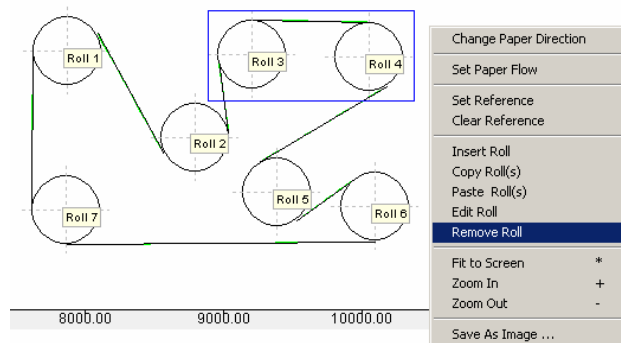 Roll 1
Roll 3
Roll 4
Roll 2
Roll 5
Roll 7
Roll 6
8000.00 9000.00 10000.00
Change Paper Direction
Set Paper Flow
Set Reference
Clear Reference
Insert Roll
Copy Roll(s)
Paste Roll(s)
Edit Roll
Remove Roll
Fit to Screen *
Zoom In +
Zoom Out -
Save As Image ...